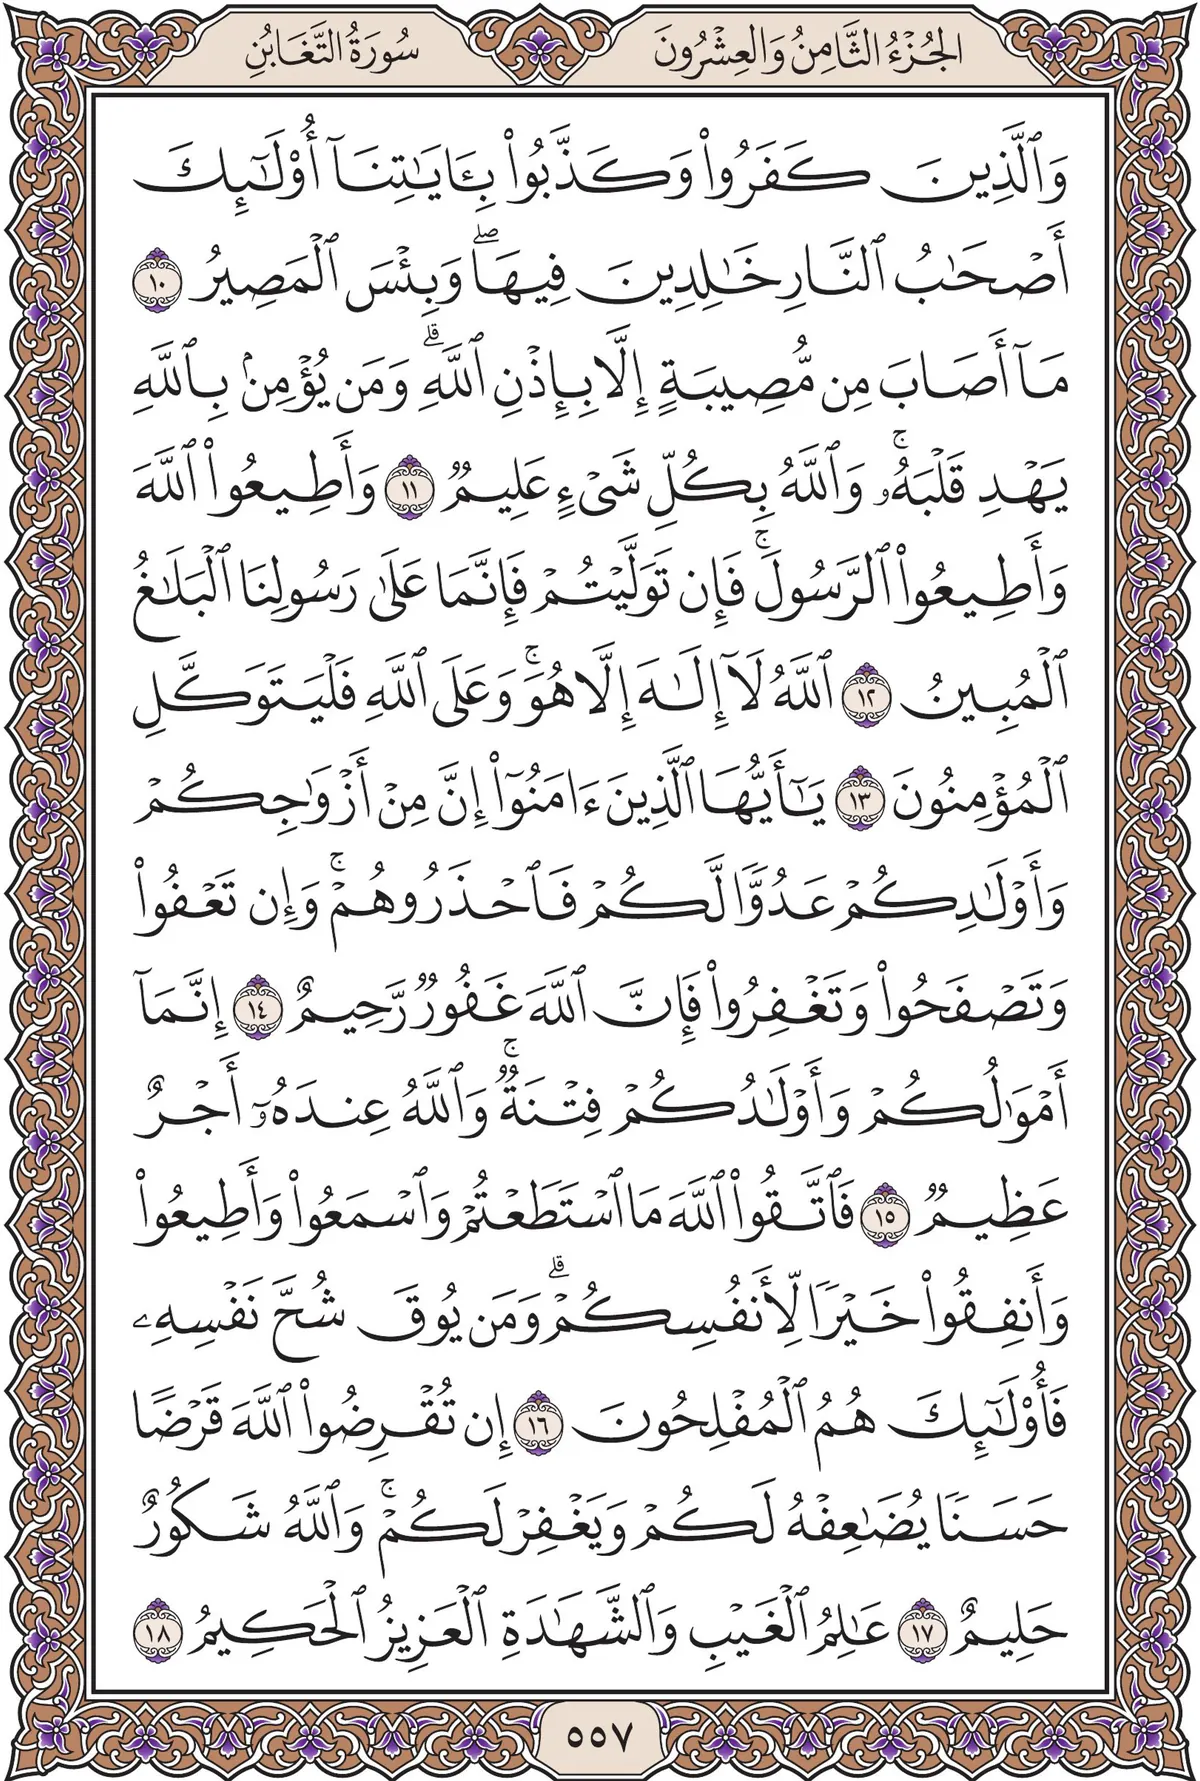 الجُزْءُ الثَّامِنُ وَالعِشْرُونَ
سُورَةُ التَّغَابُنِ
وَٱلَّذِينَ كَفَرُواْ وَكَذَّبُواْ بِـَٔايَٰتِنَآ أُوْلَٰٓئِكَ
أَصْحَٰبُ ٱلنَّارِ خَٰلِدِينَ فِيهَاۖ وَبِئْسَ ٱلْمَصِيرُ ١٠
مَآ أَصَابَ مِن مُّصِيبَةٍ إِلَّا بِإِذْنِ ٱللَّهِۗ وَمَن يُؤْمِنۢ بِٱللَّهِ
يَهْدِ قَلْبَهُۥۚ وَٱللَّهُ بِكُلِّ شَىْءٍ عَلِيمٌ ١١ وَأَطِيعُواْ ٱللَّهَ
وَأَطِيعُواْ ٱلرَّسُولَۚ فَإِن تَوَلَّيْتُمْ فَإِنَّمَا عَلَىٰ رَسُولِنَا ٱلْبَلَٰغُ
ٱلْمُبِينُ ١٢ ٱللَّهُ لَآ إِلَٰهَ إِلَّا هُوَۚ وَعَلَى ٱللَّهِ فَلْيَتَوَكَّلِ
ٱلْمُؤْمِنُونَ ١٣ يَٰٓأَيُّهَا ٱلَّذِينَ ءَامَنُوٓاْ إِنَّ مِنْ أَزْوَٰجِكُمْ
وَأَوْلَٰدِكُمْ عَدُوًّا لَّكُمْ فَٱحْذَرُوهُمْۚ وَإِن تَعْفُواْ
وَتَصْفَحُواْ وَتَغْفِرُواْ فَإِنَّ ٱللَّهَ غَفُورٌ رَّحِيمٌ ١٤ إِنَّمَآ
أَمْوَٰلُكُمْ وَأَوْلَٰدُكُمْ فِتْنَةٌۚ وَٱللَّهُ عِندَهُۥٓ أَجْرٌ
عَظِيمٌ ١٥ فَٱتَّقُواْ ٱللَّهَ مَا ٱسْتَطَعْتُمْ وَٱسْمَعُواْ وَأَطِيعُواْ
وَأَنفِقُواْ خَيْرًا لِّأَنفُسِكُمْۗ وَمَن يُوقَ شُحَّ نَفْسِهِۦ
فَأُوْلَٰٓئِكَ هُمُ ٱلْمُفْلِحُونَ ١٦ إِن تُقْرِضُواْ ٱللَّهَ قَرْضًا
حَسَنًا يُضَٰعِفْهُ لَكُمْ وَيَغْفِرْ لَكُمْۚ وَٱللَّهُ شَكُورٌ
حَلِيمٌ ١٧ عَٰلِمُ ٱلْغَيْبِ وَٱلشَّهَٰدَةِ ٱلْعَزِيزُ ٱلْحَكِيمُ ١٨
٥٥٧